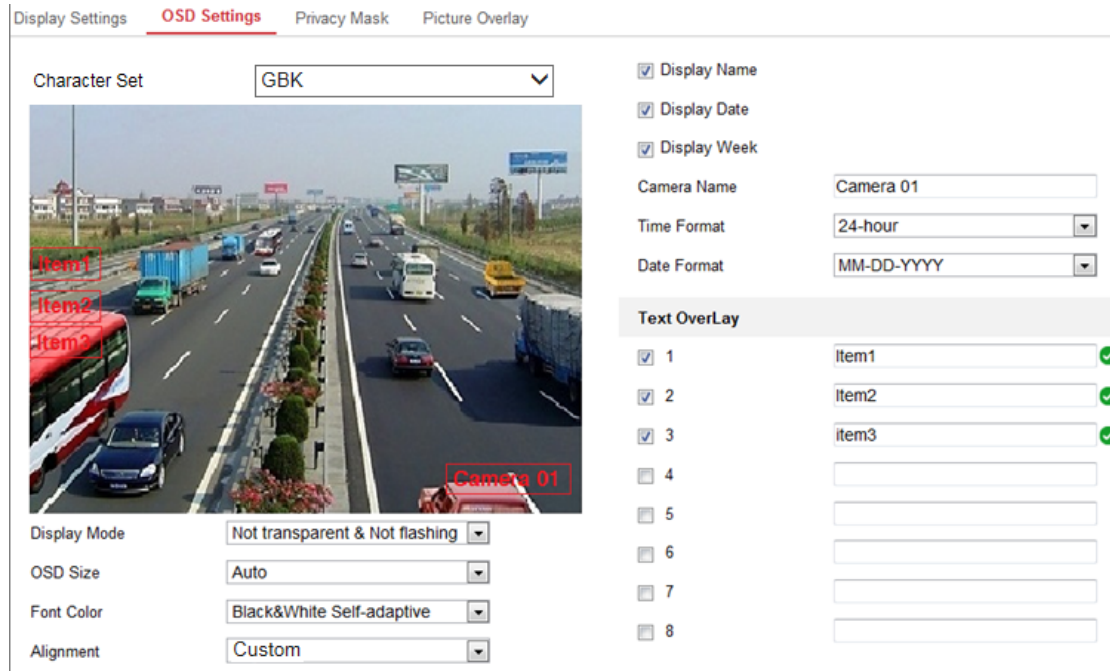 Display Settings OSD Settings Privacy Mask Picture Overlay
Character Set GBK
Item1
Item2
Item3
Camera 01
Display Mode Not transparent & Not flashing
OSD Size Auto
Font Color Black&White Self-adaptive
Alignment Custom
Display Name
Display Date
Display Week
Camera Name Camera 01
Time Format 24-hour
Date Format MM-DD-YYYY
Text OverLay
1 Item1
2 Item2
3 item3
4
5
6
7
8